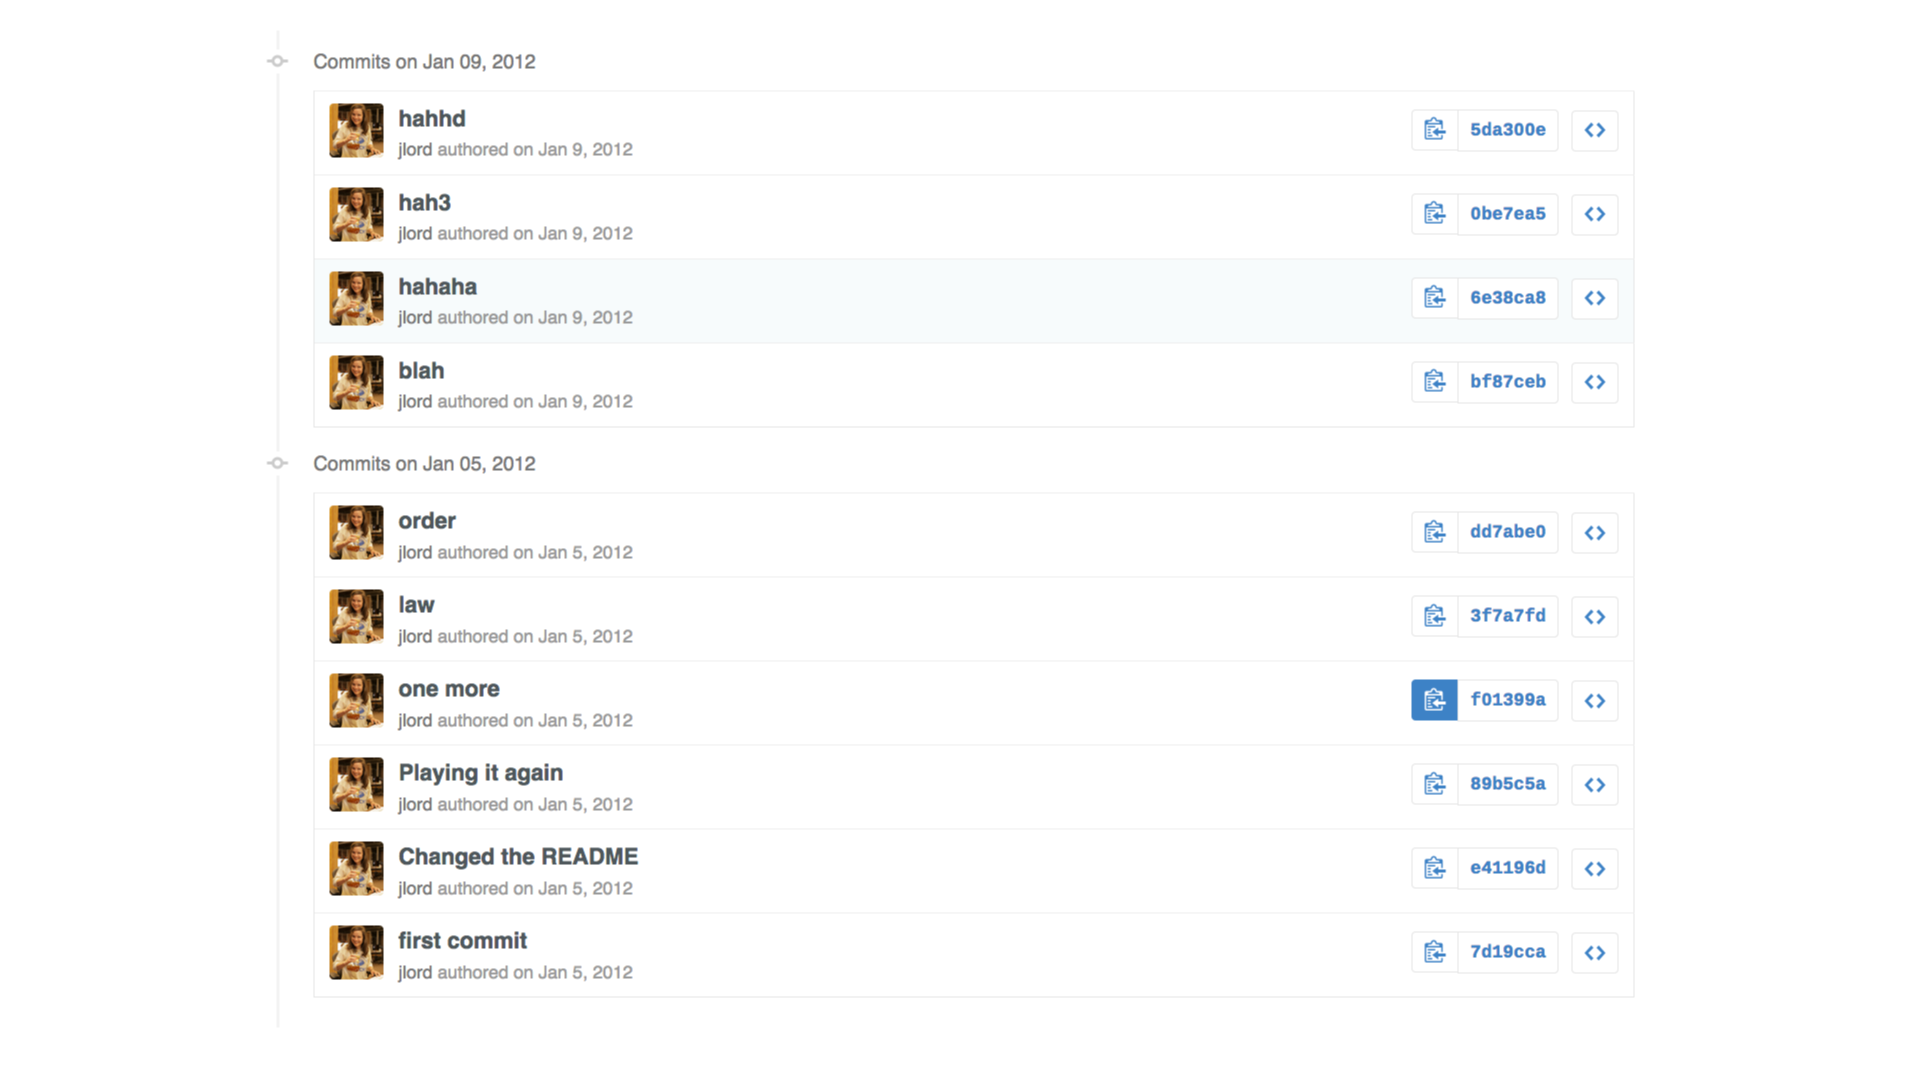 Commits on Jan 09, 2012
hahhd
jlord authored on Jan 9, 2012
5da300e
hah3
jlord authored on Jan 9, 2012
0be7ea5
hahaha
jlord authored on Jan 9, 2012
6e38ca8
blah
jlord authored on Jan 9, 2012
bf87ceb
Commits on Jan 05, 2012
order
jlord authored on Jan 5, 2012
dd7abe0
law
jlord authored on Jan 5, 2012
3f7a7fd
one more
jlord authored on Jan 5, 2012
f01399a
Playing it again
jlord authored on Jan 5, 2012
89b5c5a
Changed the README
jlord authored on Jan 5, 2012
e41196d
first commit
jlord authored on Jan 5, 2012
7d19cca